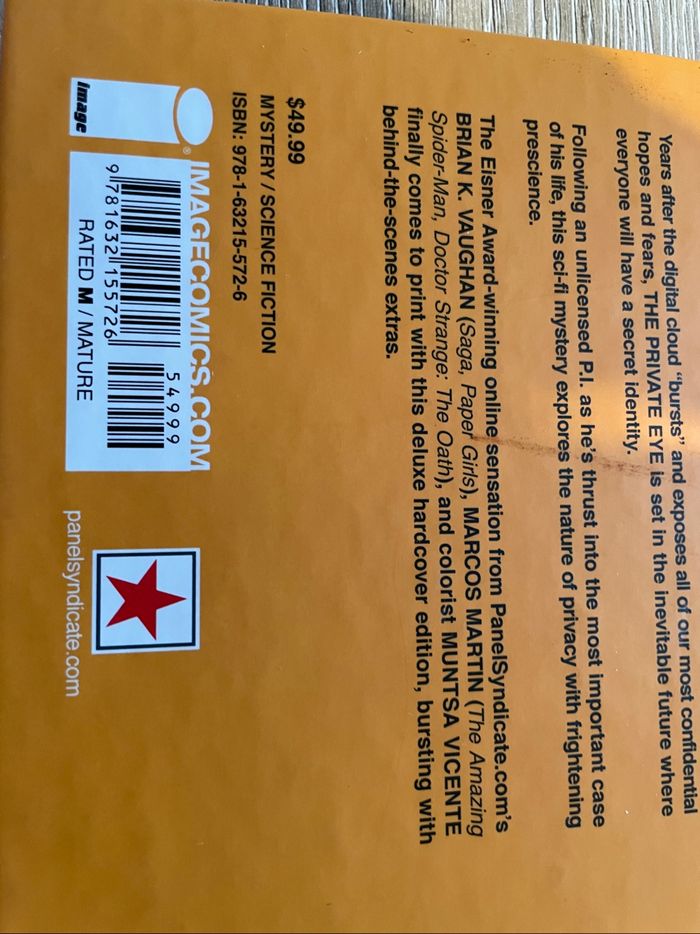 Years after the digital cloud "bursts" and exposes all of our most confidential
hopes and fears, THE PRIVATE EYE is set in the inevitable future where
everyone will have a secret identity.
Following an unlicensed P.I. as he's thrust into the most important case
of his life, this sci-fi mystery explores the nature of privacy with frightening
prescience.
The Eisner Award-winning online sensation from PanelSyndicate.com's
BRIAN K. VAUGHAN (Saga, Paper Girls), MARCOS MARTIN (The Amazing
Spider-Man, Doctor Strange: The Oath), and colorist MUNTSA VICENTE
finally comes to print with this deluxe hardcover edition, bursting with
behind-the-scenes extras.
$49.99
MYSTERY / SCIENCE FICTION
ISBN: 978-1-63215-572-6
image®
IMAGECOMICS.COM
54999
9 781632 155726
RATED M / MATURE
panelsyndicate.com